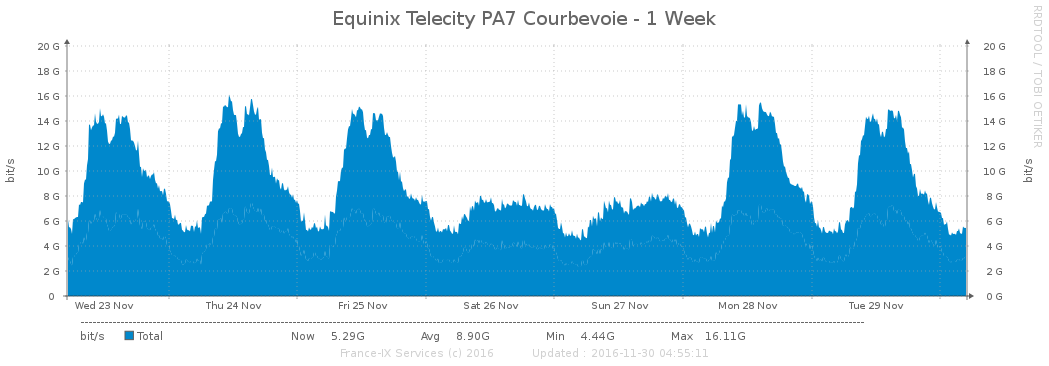 Equinix Telecity PA7 Courbevoie - 1 Week
RRDTOOL / TOBI OETIKER
20 G 20 G
18 G 18 G
16 G 16 G
14 G 14 G
12 G 12 G
10 G 10 G
8 G 8 G
6 G 6 G
4 G 4 G
2 G 2 G
0 0 G
bit/s
bit/s
Wed 23 Nov Thu 24 Nov Fri 25 Nov Sat 26 Nov Sun 27 Nov Mon 28 Nov Tue 29 Nov
bit/s Total Now 5.29G Avg 8.90G Min 4.44G Max 16.11G
France-IX Services (c) 2016 Updated : 2016-11-30 04:55:11